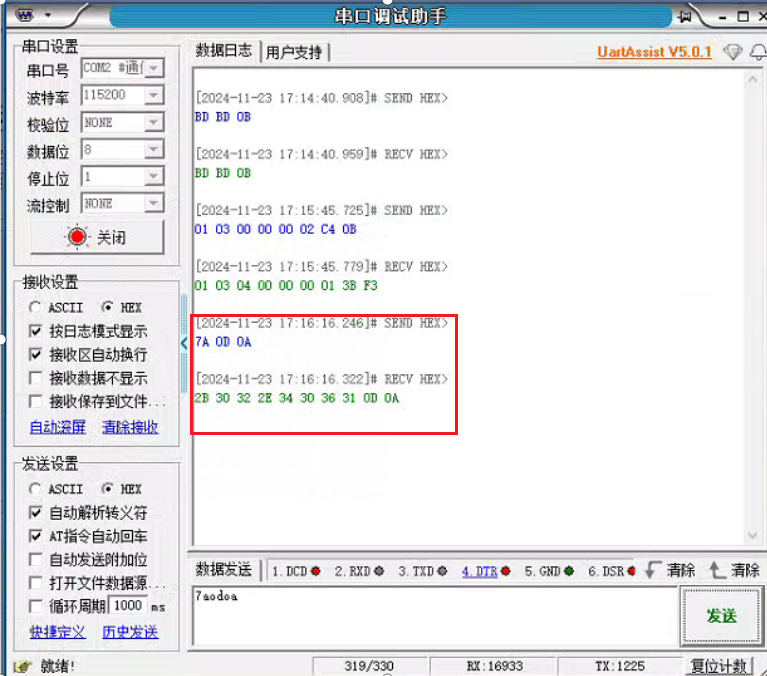 串口调试助手
串口设置
串口号 COM2 #通
波特率 115200
校验位 NONE
数据位 8
停止位 1
流控制 NONE
关闭
接收设置
ASCII HEX
按日志模式显示
接收区自动换行
接收数据不显示
接收保存到文件...
自动滚屏 清除接收
发送设置
ASCII HEX
自动解析转义符
AT指令自动回车
自动发送附加位
打开文件数据源...
循环周期 1000 ms
快捷定义 历史发送
数据日志 用户支持 UartAssist V5.0.1
[2024-11-23 17:14:40.908]# SEND HEX>
BD BD 0B
[2024-11-23 17:14:40.959]# RECV HEX>
BD BD 0B
[2024-11-23 17:15:45.725]# SEND HEX>
01 03 00 00 00 02 C4 0B
[2024-11-23 17:15:45.779]# RECV HEX>
01 03 04 00 00 00 01 3B F3
[2024-11-23 17:16:16.246]# SEND HEX>
7A 0D 0A
[2024-11-23 17:16:16.322]# RECV HEX>
2B 30 32 2E 34 30 36 31 0D 0A
数据发送 1.DCD 2.RXD 3.TXD 4.DTR 5.GND 6.DSR 清除 清除
7aodoa
发送
就绪! 319/330 RX:16933 TX:1225 复位计数